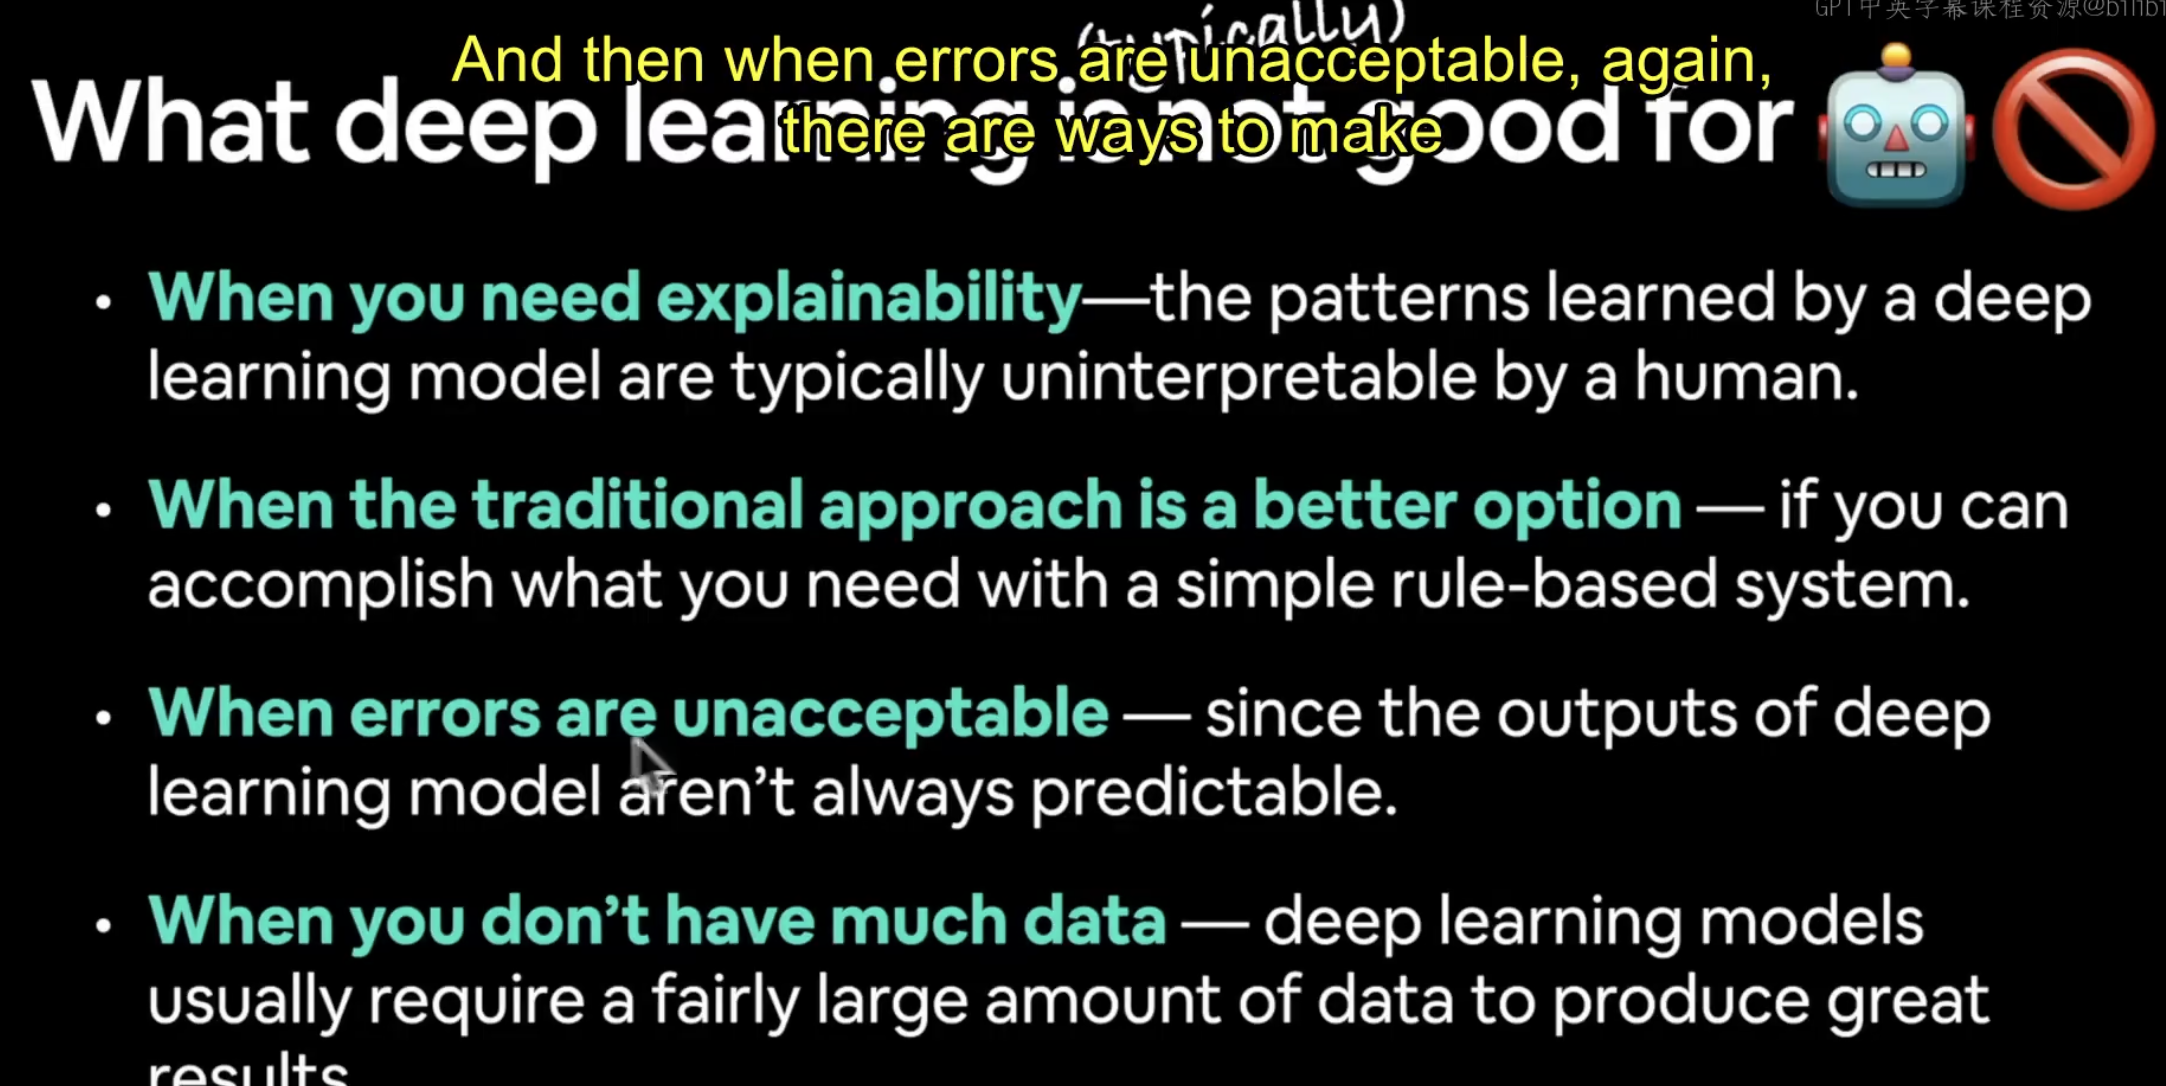 GPT中英字幕课程资源@bilibi
(typically)
And then when errors are unacceptable, again,
there are ways to make
What deep learning is not good for
• When you need explainability—the patterns learned by a deep
learning model are typically uninterpretable by a human.
• When the traditional approach is a better option — if you can
accomplish what you need with a simple rule-based system.
• When errors are unacceptable — since the outputs of deep
learning model aren’t always predictable.
• When you don’t have much data — deep learning models
usually require a fairly large amount of data to produce great
results.